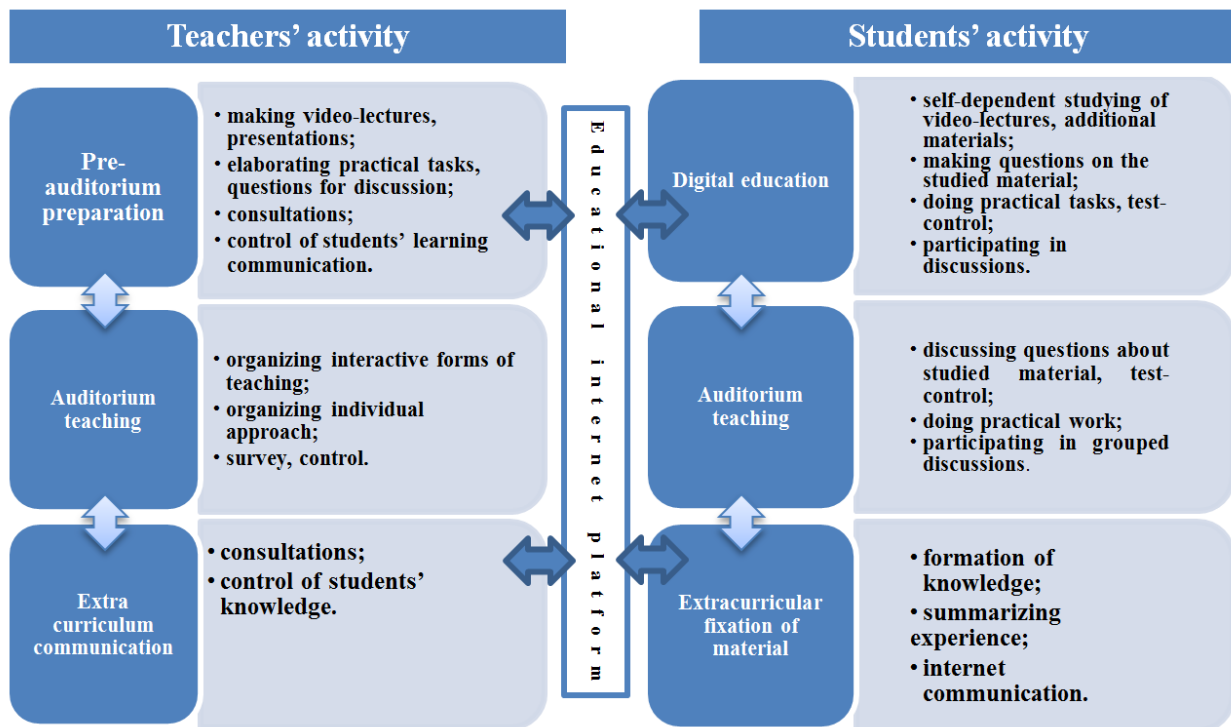 Teachers’ activity
Pre-
auditorium
preparation
• making video-lectures,
presentations;
• elaborating practical tasks,
questions for discussion;
• consultations;
• control of students’ learning
communication.
Auditorium
teaching
• organizing interactive forms of
teaching;
• organizing individual
approach;
• survey, control.
Extra
curriculum
communication
• consultations;
• control of students’
knowledge.
Educational internet platform
Students’ activity
Digital education
• self-dependent studying of
video-lectures, additional
materials;
• making questions on the
studied material;
• doing practical tasks, test-
control;
• participating in
discussions.
Auditorium
teaching
• discussing questions about
studied material, test-
control;
• doing practical work;
• participating in grouped
discussions.
Extracurricular
fixation of
material
• formation of
knowledge;
• summarizing
experience;
• internet
communication.